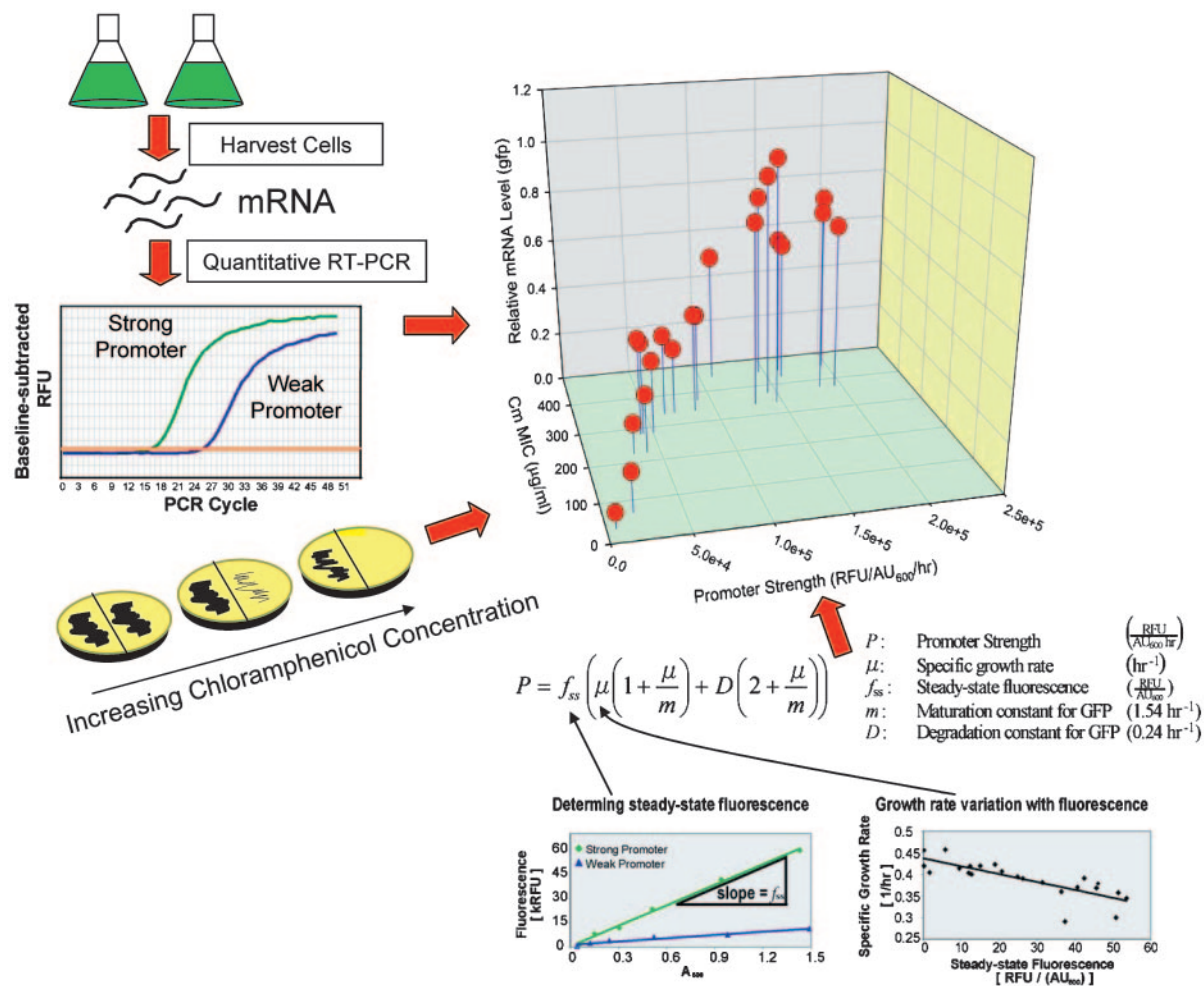 Harvest Cells
mRNA
Quantitative RT-PCR
Baseline-subtracted
RFU
Strong
Promoter
Weak
Promoter
0 3 6 9 12 15 18 21 24 27 30 33 36 39 42 45 48 51
PCR Cycle
Increasing Chloramphenicol Concentration
Relative mRNA Level (gfp)
1.2
1.0
0.8
0.6
0.4
0.2
0.0
Cm MIC (µg/ml)
400
300
200
100
0
0.0
5.0e+4
1.0e+5
1.5e+5
2.0e+5
2.5e+5
Promoter Strength (RFU/AU600/hr)
P = fss(μ(1 + μ/m) + D(2 + μ/m))
P: Promoter Strength (RFU/AU600 hr)
μ: Specific growth rate (hr-1)
fss: Steady-state fluorescence (RFU/AU600)
m: Maturation constant for GFP (1.54 hr-1)
D: Degradation constant for GFP (0.24 hr-1)
Determing steady-state fluorescence
Fluorescence
[ kRFU ]
60
45
30
15
0
Strong Promoter
Weak Promoter
slope = fss
0 0.3 0.6 0.9 1.2 1.5
A600
Growth rate variation with fluorescence
Specific Growth Rate
[ 1/hr ]
0.5
0.45
0.4
0.35
0.3
0.25
0 10 20 30 40 50 60
Steady-state Fluorescence
[ RFU / (AU600) ]